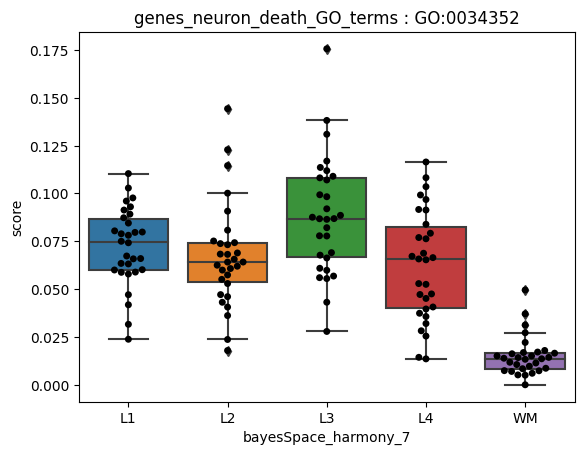 genes_neuron_death_GO_terms : GO:0034352
0.175
0.150
0.125
0.100
0.075
0.050
0.025
0.000
score
L1 L2 L3 L4 WM
bayesSpace_harmony_7